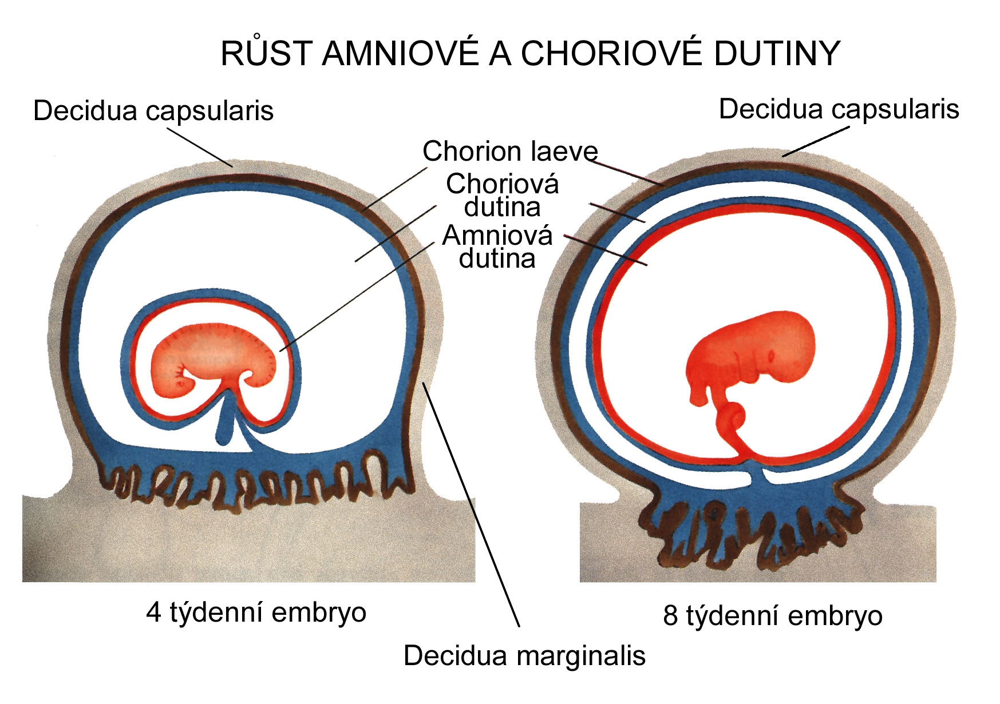 RŮST AMNIOVÉ A CHORIOVÉ DUTINY
Decidua capsularis
Decidua capsularis
Chorion laeve
Choriová
dutina
Amniová
dutina
4 týdenní embryo
8 týdenní embryo
Decidua marginalis